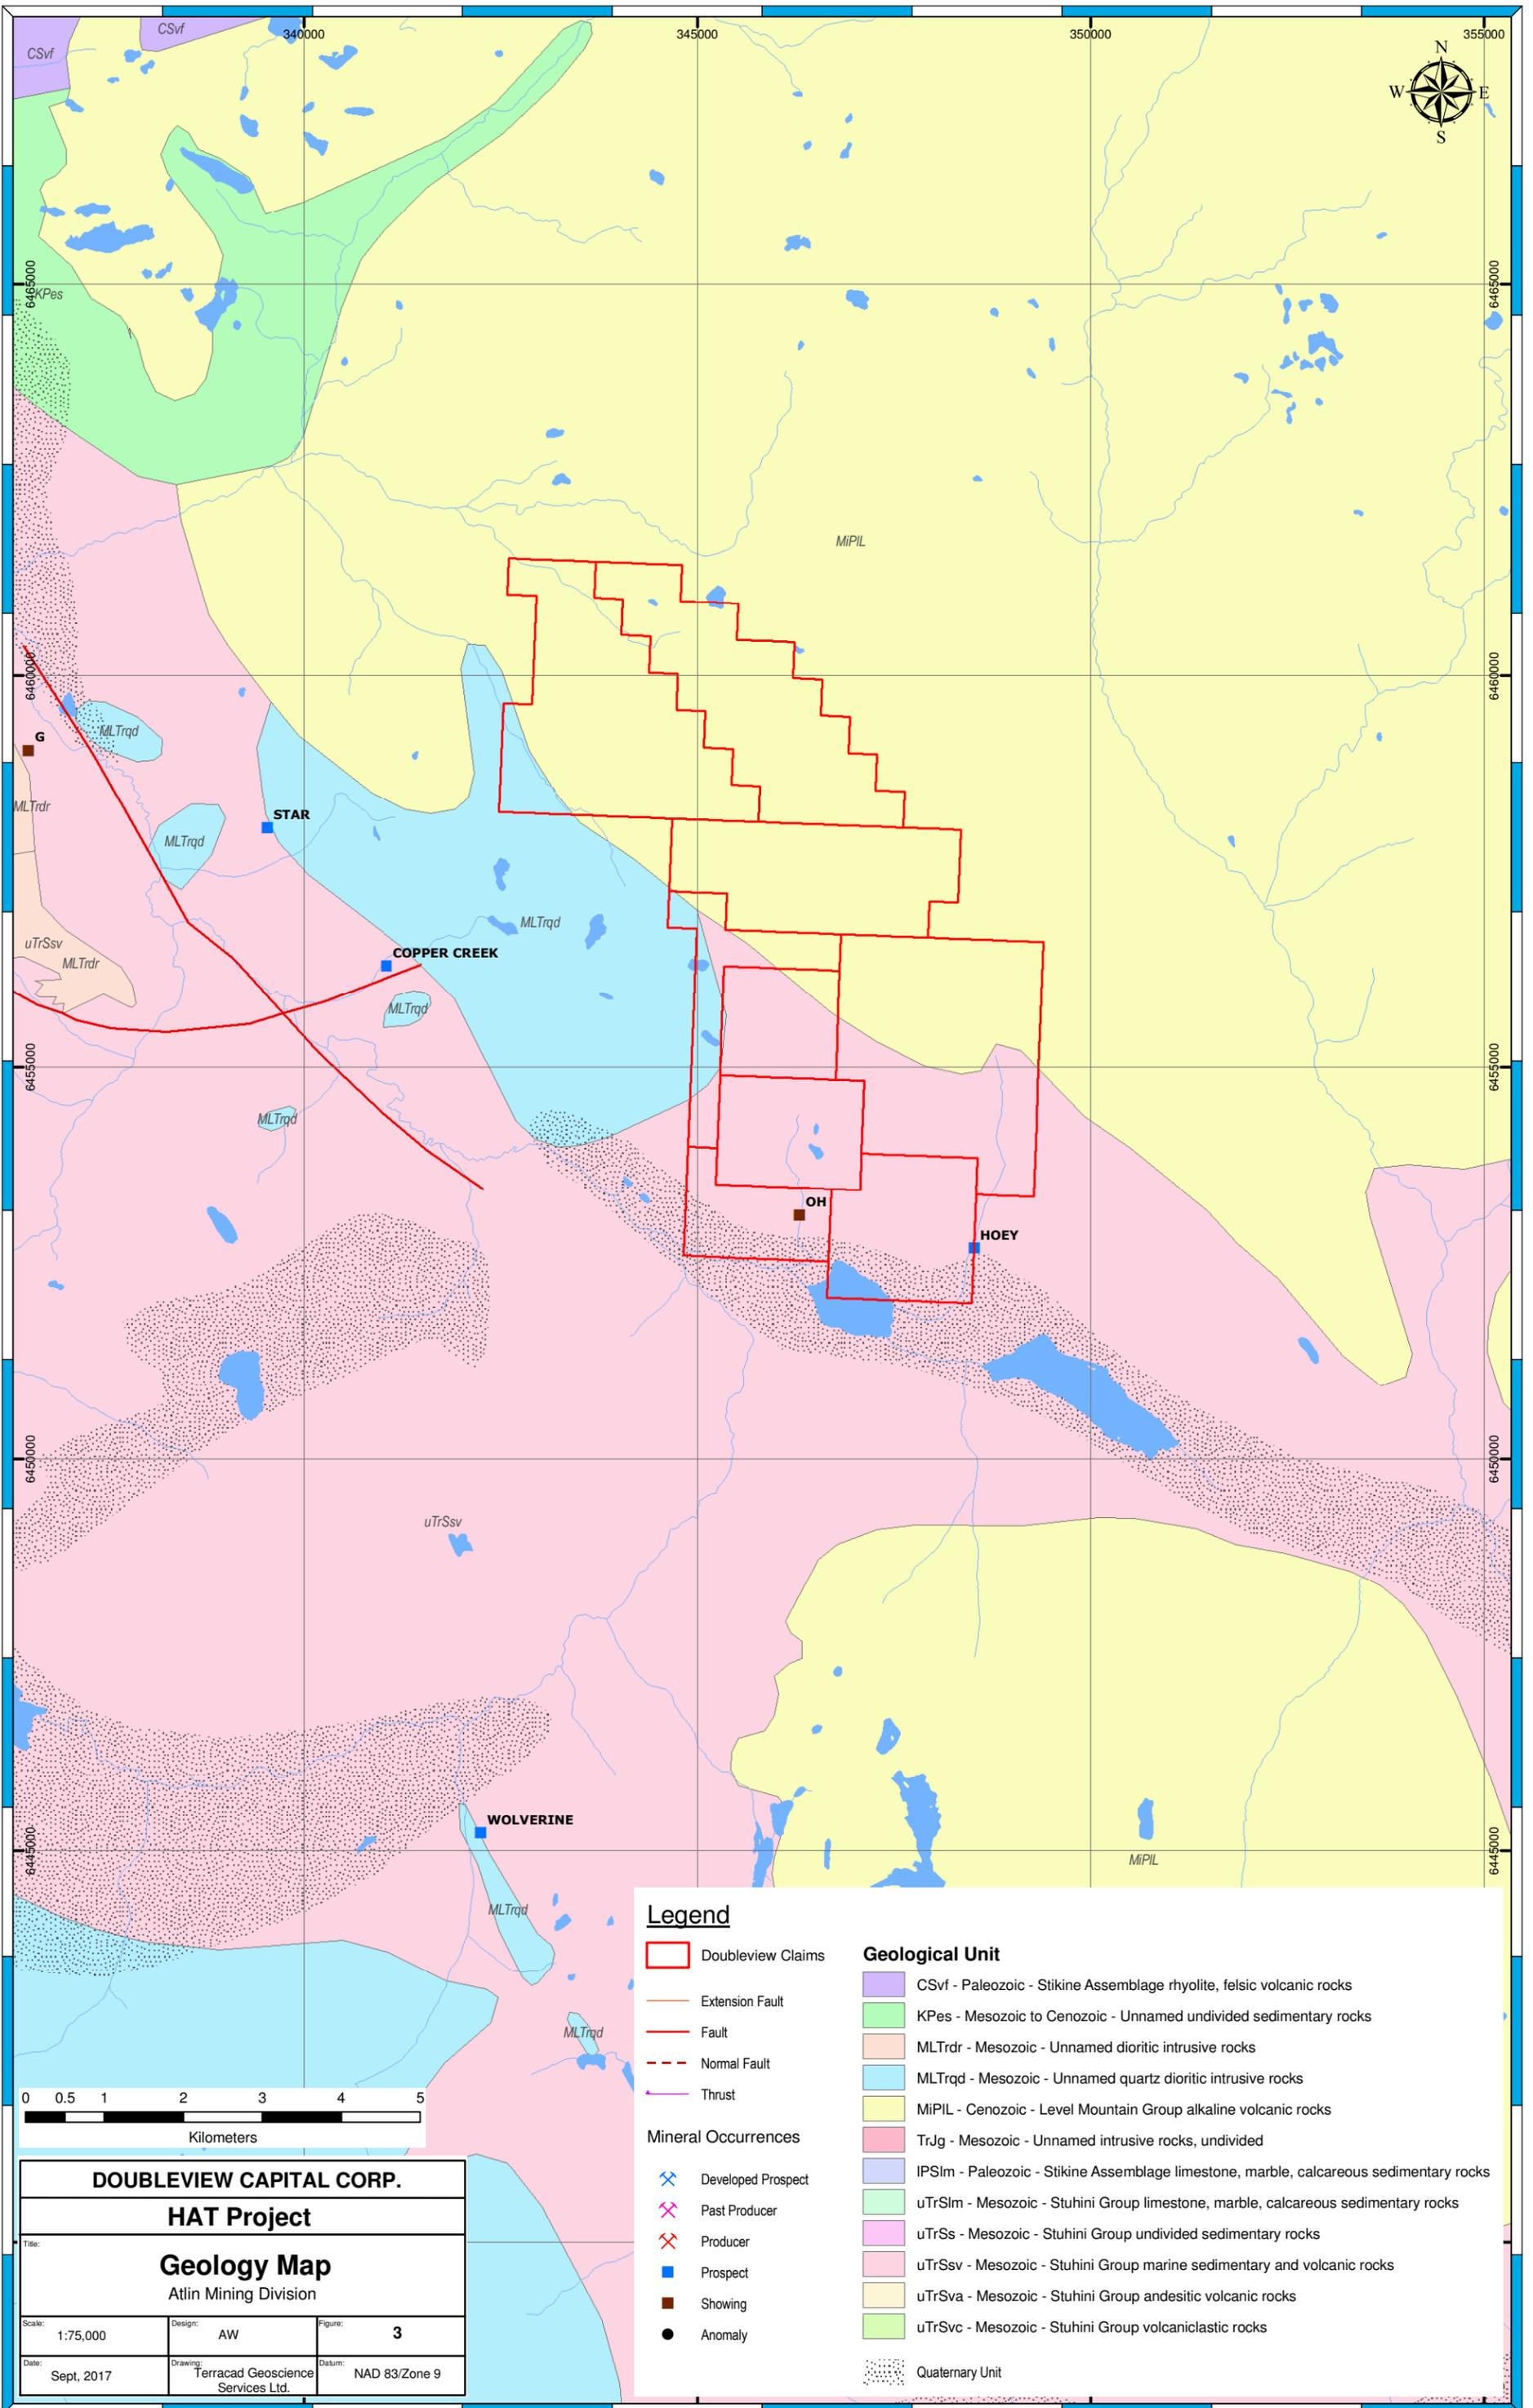 340000
345000
350000
355000
CSvf
CSvf
N
W
E
S
6465000
6465000
KPes
MiPlL
6460000
6460000
G
MLTrqd
MLTrdr
STAR
MLTrqd
MLTrqd
uTrSsv
MLTrdr
COPPER CREEK
MLTrqd
6455000
6455000
MLTrqd
OH
HOEY
6450000
6450000
uTrSsv
WOLVERINE
6445000
6445000
MiPlL
MLTrqd
MLTrqd
Legend
Doubleview Claims
Extension Fault
Fault
Normal Fault
Thrust
Mineral Occurrences
Developed Prospect
Past Producer
Producer
Prospect
Showing
Anomaly
Geological Unit
CSvf - Paleozoic - Stikine Assemblage rhyolite, felsic volcanic rocks
KPes - Mesozoic to Cenozoic - Unnamed undivided sedimentary rocks
MLTrdr - Mesozoic - Unnamed dioritic intrusive rocks
MLTrqd - Mesozoic - Unnamed quartz dioritic intrusive rocks
MiPlL - Cenozoic - Level Mountain Group alkaline volcanic rocks
TrJg - Mesozoic - Unnamed intrusive rocks, undivided
lPSlm - Paleozoic - Stikine Assemblage limestone, marble, calcareous sedimentary rocks
uTrSlm - Mesozoic - Stuhini Group limestone, marble, calcareous sedimentary rocks
uTrSs - Mesozoic - Stuhini Group undivided sedimentary rocks
uTrSsv - Mesozoic - Stuhini Group marine sedimentary and volcanic rocks
uTrSva - Mesozoic - Stuhini Group andesitic volcanic rocks
uTrSvc - Mesozoic - Stuhini Group volcaniclastic rocks
Quaternary Unit
0 0.5 1 2 3 4 5
Kilometers
DOUBLEVIEW CAPITAL CORP.
HAT Project
Title:
Geology Map
Atlin Mining Division
Scale:
1:75,000
Design:
AW
Figure:
3
Date:
Sept, 2017
Drawing:
Terracad Geoscience
Services Ltd.
Datum:
NAD 83/Zone 9